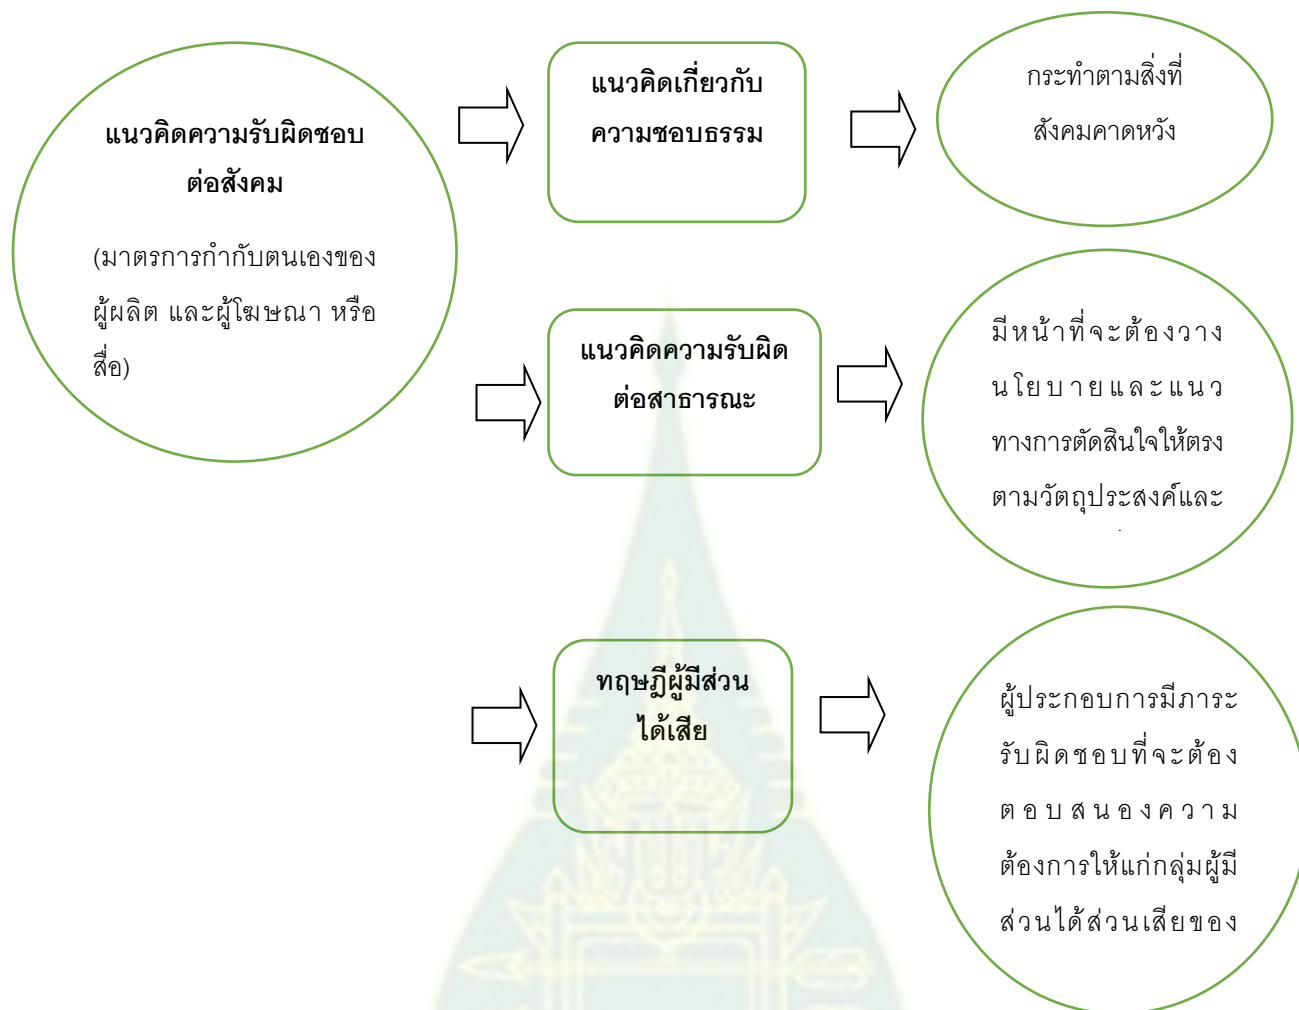 แนวคิดความรับผิดชอบ
ต่อสังคม
(มาตรการกำกับตนเองของ
ผู้ผลิต และผู้โฆษณา หรือ
สื่อ)
แนวคิดเกี่ยวกับ
ความชอบธรรม
กระทำตามสิ่งที่
สังคมคาดหวัง
แนวคิดความรับผิด
ต่อสาธารณะ
มีหน้าที่จะต้องวาง
นโยบายและแนว
ทางการตัดสินใจให้ตรง
ตามวัตถุประสงค์และ
ทฤษฎีผู้มีส่วน
ได้เสีย
ผู้ประกอบการมีภาระ
รับผิดชอบที่จะต้อง
ตอบสนองความ
ต้องการให้แก่กลุ่มผู้มี
ส่วนได้ส่วนเสียของ